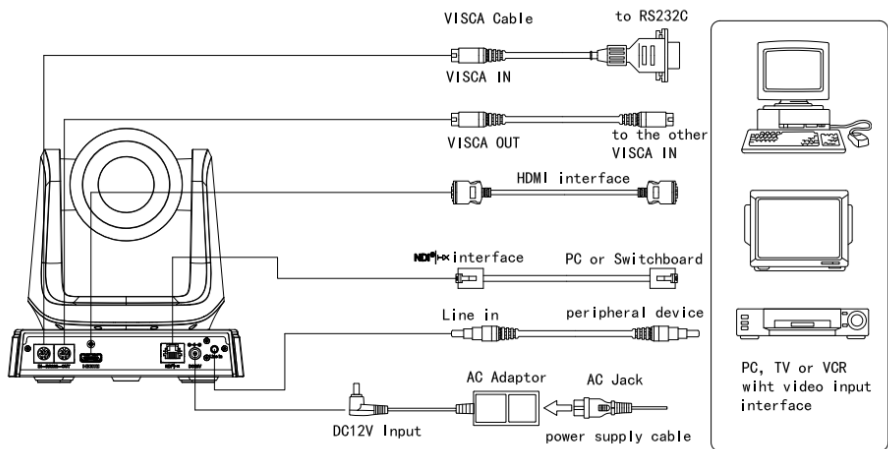 VISCA Cable
to RS232C
VISCA IN
VISCA OUT
to the other
VISCA IN
HDMI interface
NDI®|HX interface
PC or Switchboard
Line in
peripheral device
AC Adaptor
AC Jack
DC12V Input
power supply cable
PC, TV or VCR
wiht video input
interface